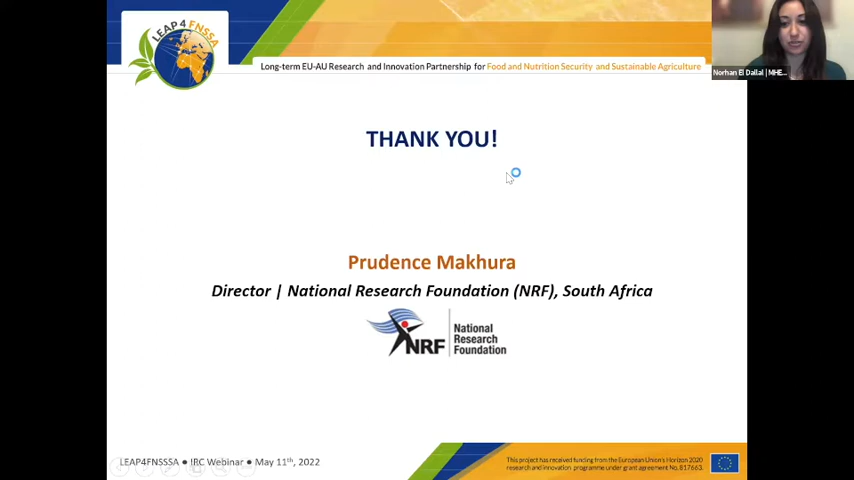 LEAP 4 FNSSA
Long-term EU-AU Research and Innovation Partnership for Food and Nutrition Security and Sustainable Agriculture
Norhan El Dallal | MHE...
THANK YOU!
Prudence Makhura
Director | National Research Foundation (NRF), South Africa
NRF
National
Research
Foundation
LEAP4FNSSSA ● IRC Webinar ● May 11th, 2022
This project has received funding from the European Union's Horizon 2020
research and innovation programme under grant agreement No. 817663.